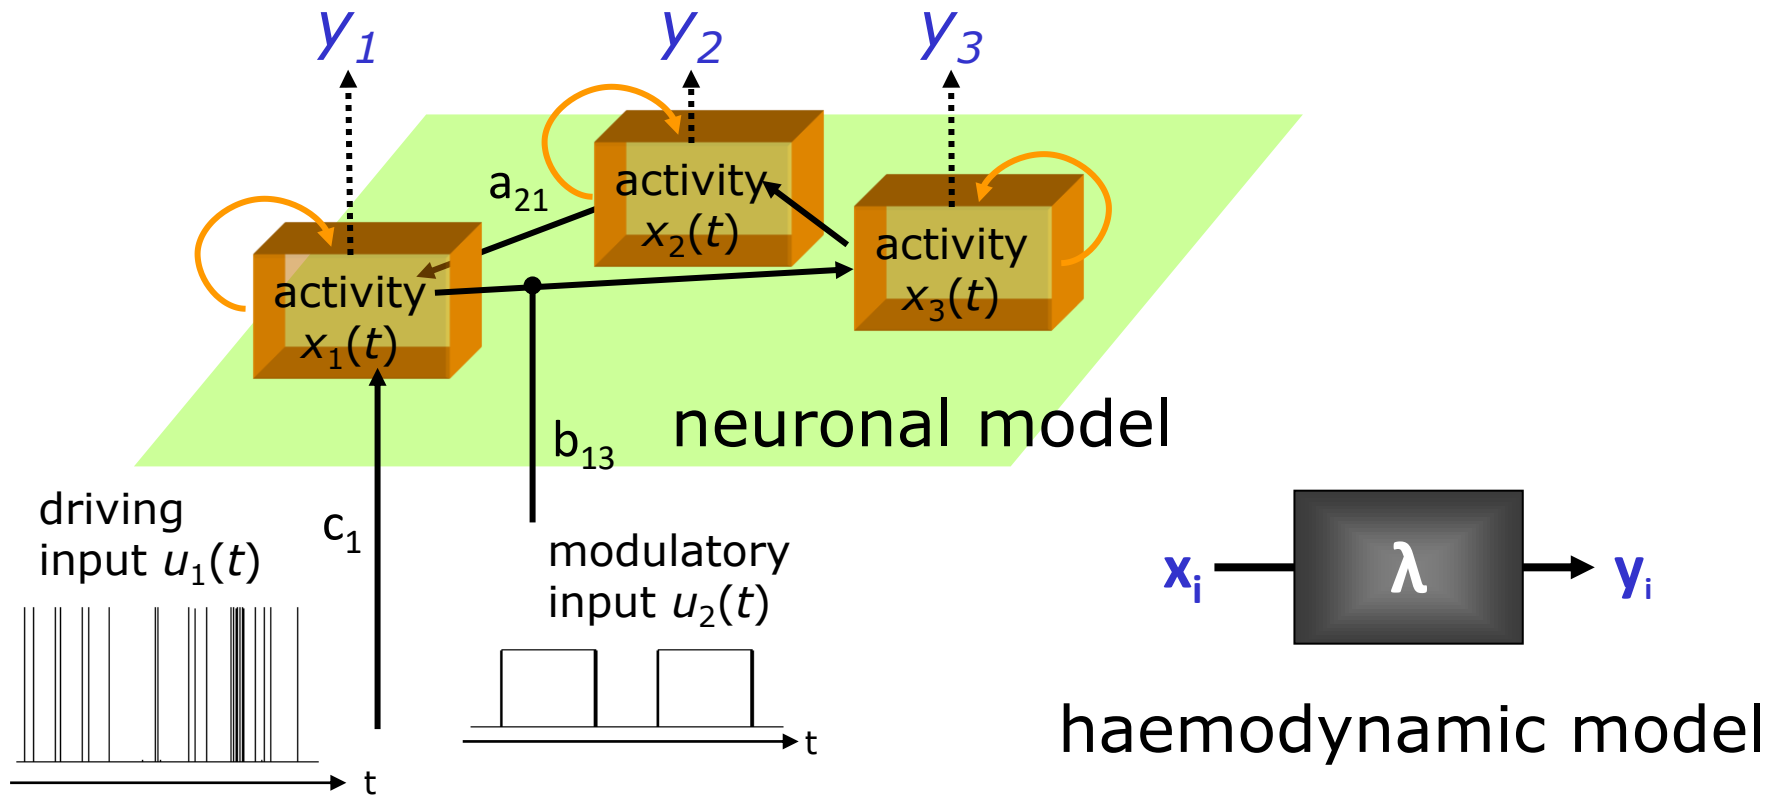 y₁
y₂
y₃
activity
x₁(t)
a₂₁
activity
x₂(t)
activity
x₃(t)
neuronal model
b₁₃
c₁
driving
input u₁(t)
t
modulatory
input u₂(t)
t
xᵢ
λ
yᵢ
haemodynamic model